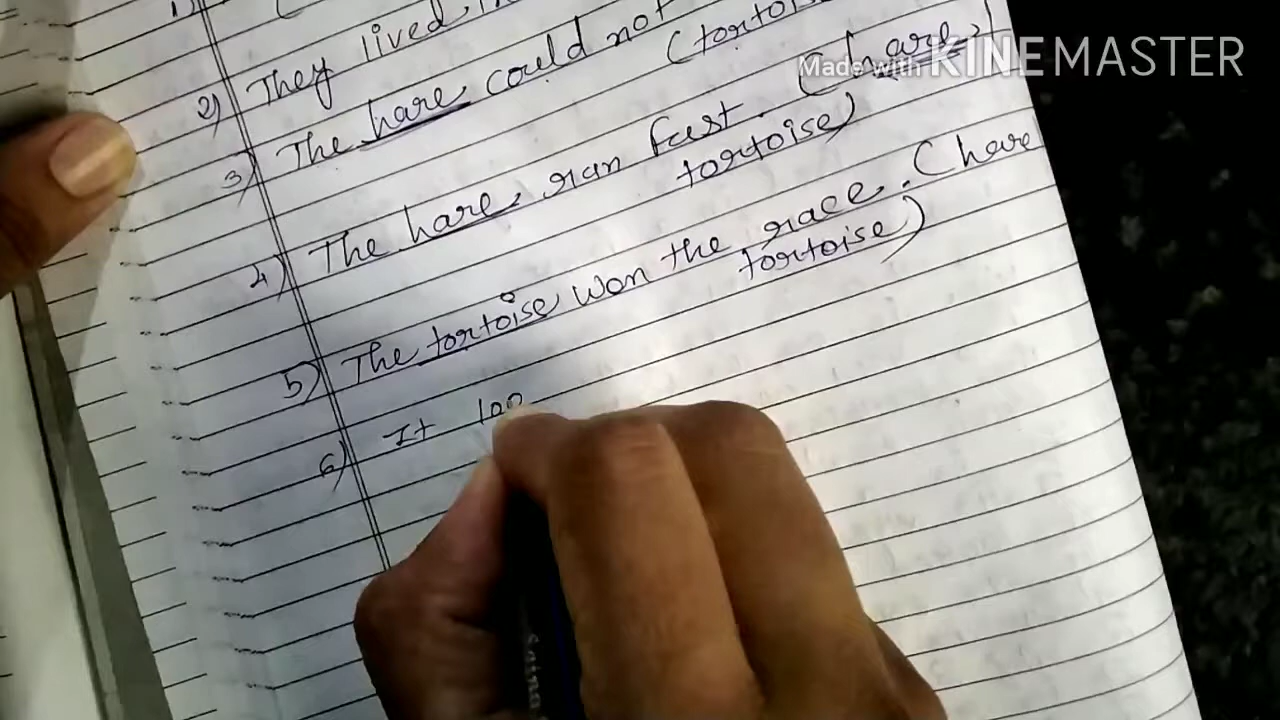 1)
2) They lived
3) The hare could not
(tortoise
4) The hare ran fast. (hare,
tortoise)
5) The tortoise won the race. (hare
tortoise)
6) It
Made with KINEMASTER